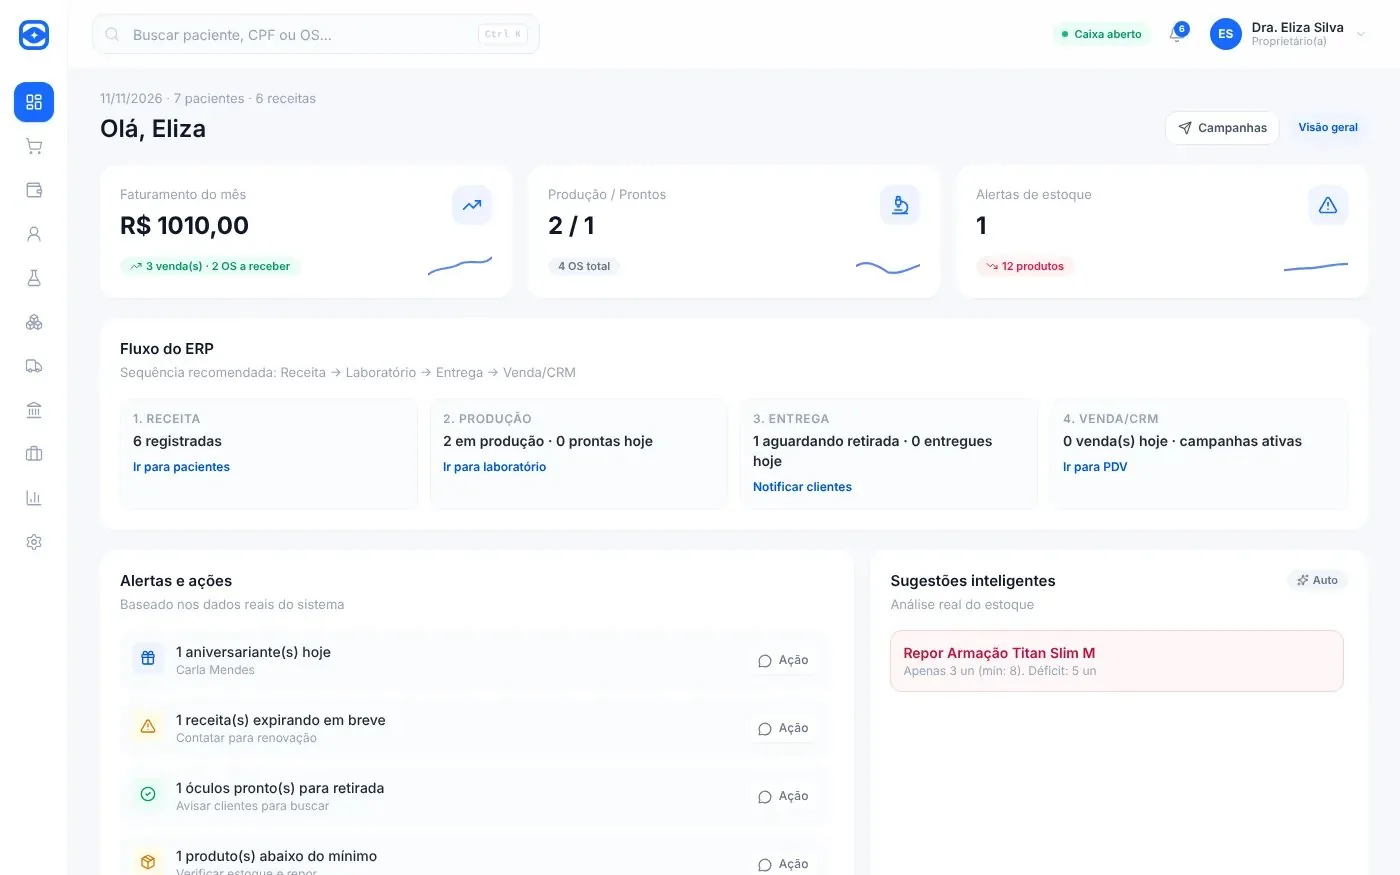 Buscar paciente, CPF ou OS...
Ctrl K
Caixa aberto
6
ES
Dra. Eliza Silva
Proprietário(a)
11/11/2026 · 7 pacientes · 6 receitas
Olá, Eliza
Campanhas
Visão geral
Faturamento do mês
R$ 1010,00
3 venda(s) · 2 OS a receber
Produção / Prontos
2 / 1
4 OS total
Alertas de estoque
1
12 produtos
Fluxo do ERP
Sequência recomendada: Receita → Laboratório → Entrega → Venda/CRM
1. RECEITA
6 registradas
Ir para pacientes
2. PRODUÇÃO
2 em produção · 0 prontas hoje
Ir para laboratório
3. ENTREGA
1 aguardando retirada · 0 entregues
hoje
Notificar clientes
4. VENDA/CRM
0 venda(s) hoje · campanhas ativas
Ir para PDV
Alertas e ações
Baseado nos dados reais do sistema
1 aniversariante(s) hoje
Carla Mendes
Ação
1 receita(s) expirando em breve
Contatar para renovação
Ação
1 óculos pronto(s) para retirada
Avisar clientes para buscar
Ação
1 produto(s) abaixo do mínimo
Verificar estoque e repor
Ação
Sugestões inteligentes
Auto
Análise real do estoque
Repor Armação Titan Slim M
Apenas 3 un (min: 8). Déficit: 5 un